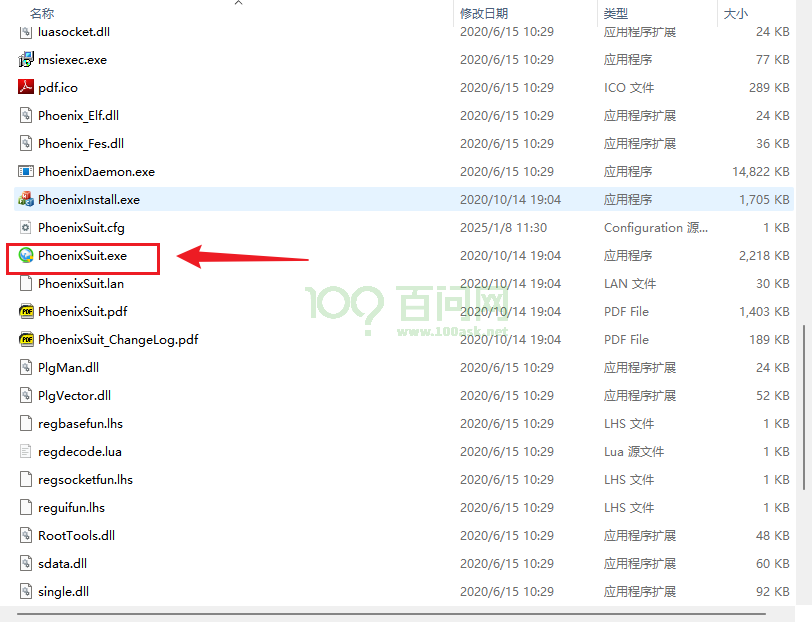 名称 修改日期 类型 大小
luasocket.dll 2020/6/15 10:29 应用程序扩展 24 KB
msiexec.exe 2020/6/15 10:29 应用程序 77 KB
pdf.ico 2020/6/15 10:29 ICO 文件 289 KB
Phoenix_Elf.dll 2020/6/15 10:29 应用程序扩展 24 KB
Phoenix_Fes.dll 2020/6/15 10:29 应用程序扩展 36 KB
PhoenixDaemon.exe 2020/6/15 10:29 应用程序 14,822 KB
PhoenixInstall.exe 2020/10/14 19:04 应用程序 1,705 KB
PhoenixSuit.cfg 2025/1/8 11:30 Configuration 源... 1 KB
PhoenixSuit.exe 2020/10/14 19:04 应用程序 2,218 KB
PhoenixSuit.lan 2020/10/14 19:04 LAN 文件 30 KB
PhoenixSuit.pdf 2020/10/14 19:04 PDF File 1,403 KB
PhoenixSuit_ChangeLog.pdf 2020/10/14 19:04 PDF File 189 KB
PlgMan.dll 2020/6/15 10:29 应用程序扩展 24 KB
PlgVector.dll 2020/6/15 10:29 应用程序扩展 52 KB
regbasefun.lhs 2020/6/15 10:29 LHS 文件 1 KB
regdecode.lua 2020/6/15 10:29 Lua 源文件 1 KB
regsocketfun.lhs 2020/6/15 10:29 LHS 文件 1 KB
reguifun.lhs 2020/6/15 10:29 LHS 文件 1 KB
RootTools.dll 2020/6/15 10:29 应用程序扩展 48 KB
sdata.dll 2020/6/15 10:29 应用程序扩展 60 KB
single.dll 2020/6/15 10:29 应用程序扩展 92 KB
100? 百问网
www.100ask.net